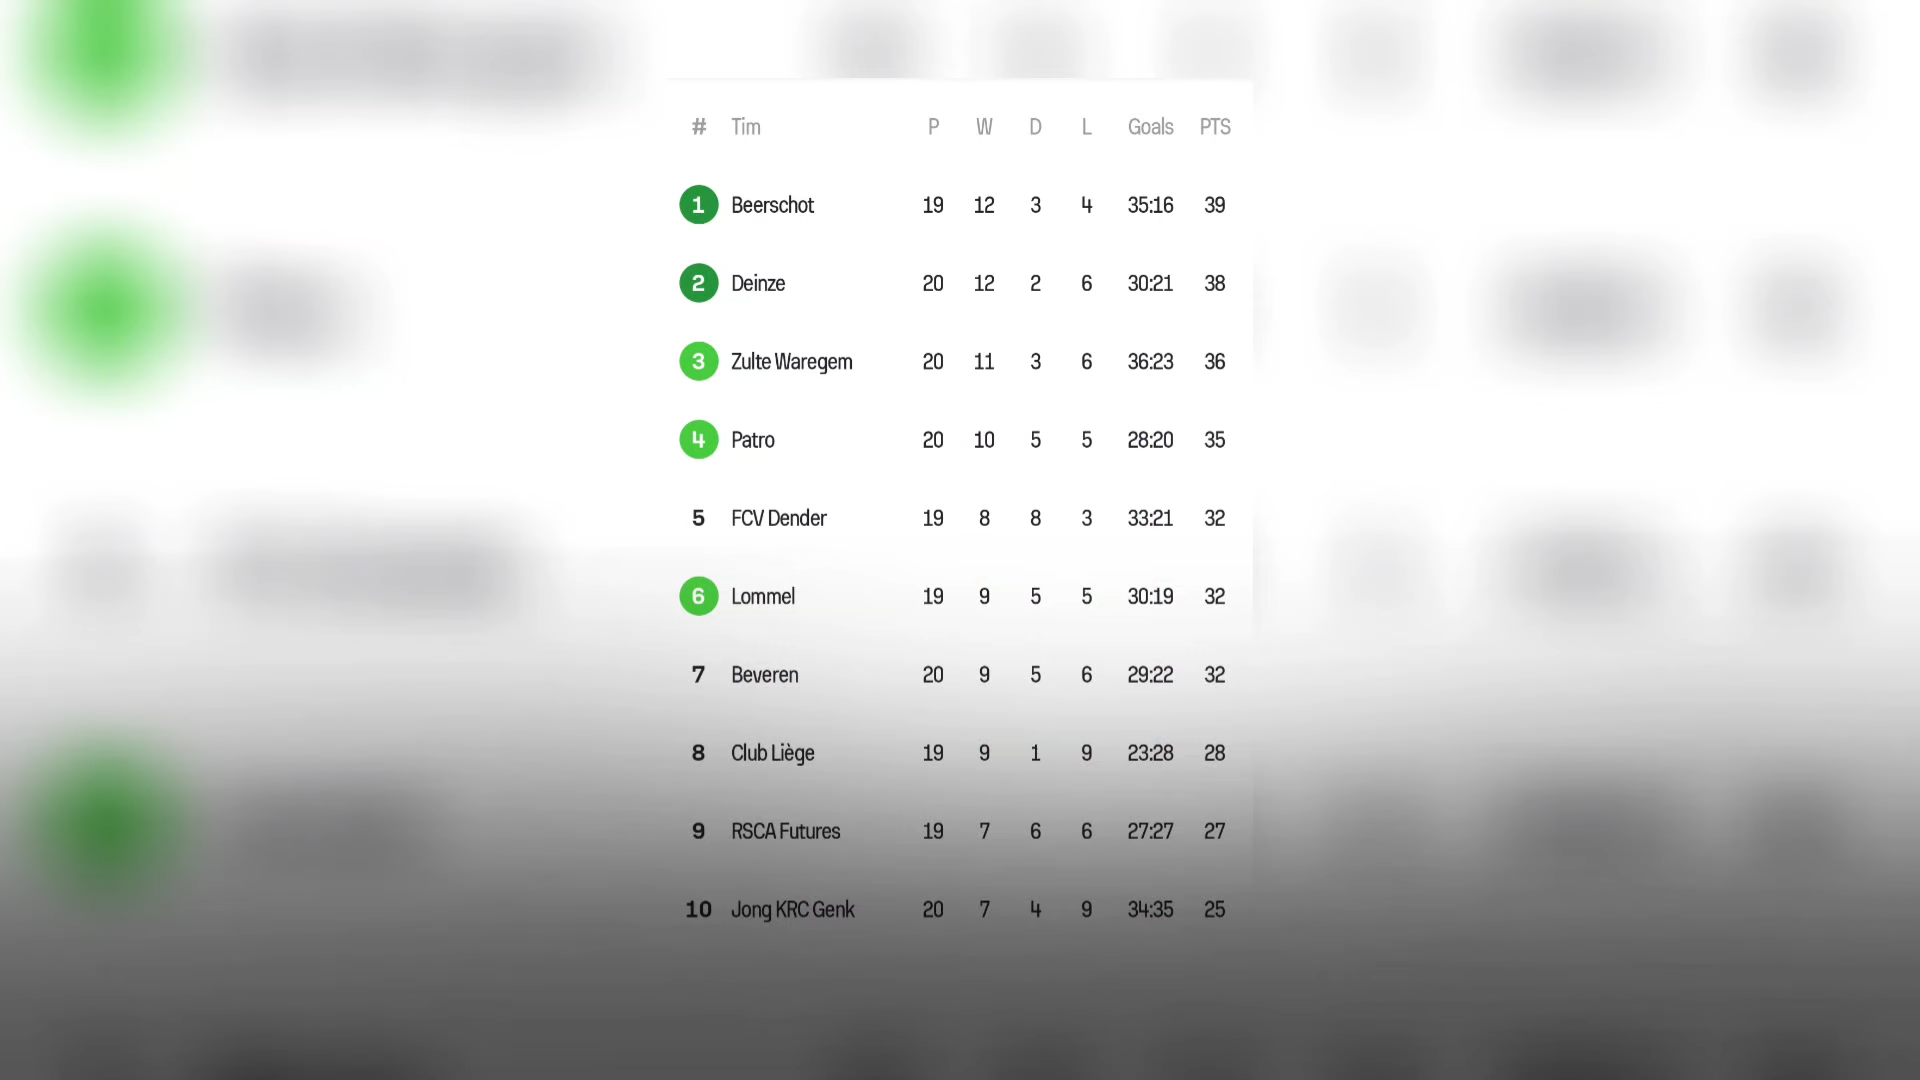 # Tim P W D L Goals PTS
1 Beerschot 19 12 3 4 35:16 39
2 Deinze 20 12 2 6 30:21 38
3 Zulte Waregem 20 11 3 6 36:23 36
4 Patro 20 10 5 5 28:20 35
5 FCV Dender 19 8 8 3 33:21 32
6 Lommel 19 9 5 5 30:19 32
7 Beveren 20 9 5 6 29:22 32
8 Club Liège 19 9 1 9 23:28 28
9 RSCA Futures 19 7 6 6 27:27 27
10 Jong KRC Genk 20 7 4 9 34:35 25